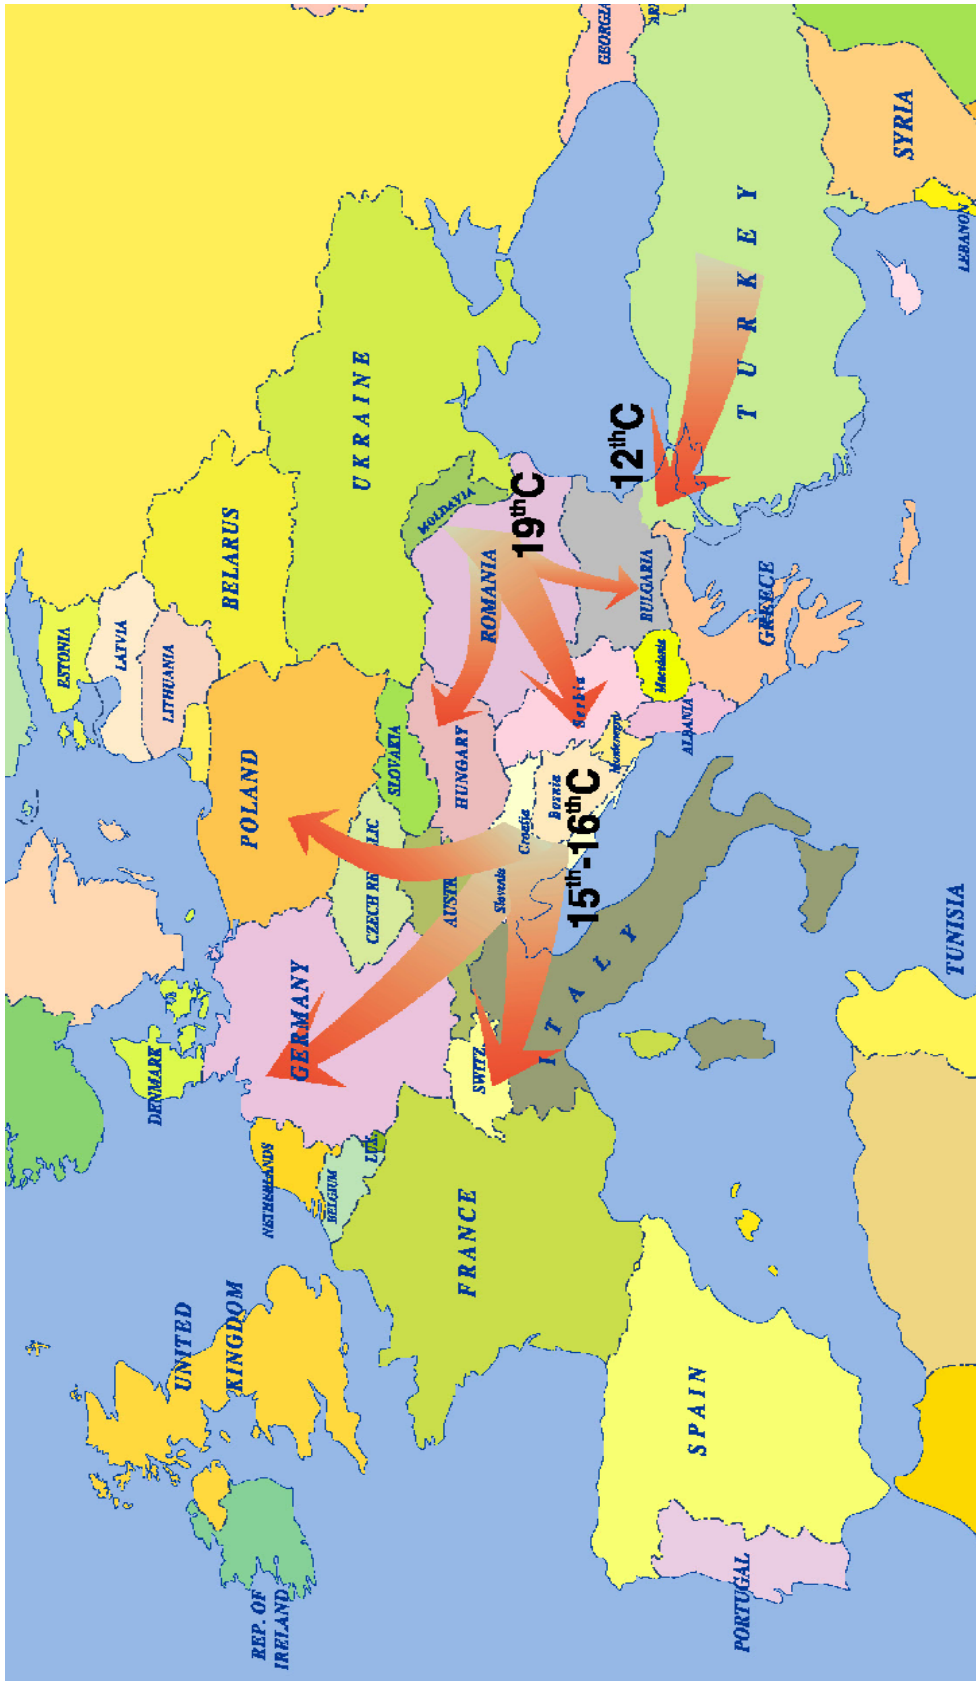 REP. OF
IRELAND
UNITED
KINGDOM
NETHERLANDS
BELGIUM
LUX.
DENMARK
GERMANY
POLAND
ESTONIA
LATVIA
LITHUANIA
BELARUS
UKRAINE
MOLDAVIA
CZECH REPUBLIC
SLOVAKIA
AUSTR
HUNGARY
ROMANIA
19thC
FRANCE
SWITZ.
Slovenia
Croatia
Bosnia
Serbia
Montenegro
15th-16thC
BULGARIA
12thC
Macedonia
ALBANIA
GREECE
ITALY
PORTUGAL
SPAIN
TUNISIA
TURKEY
GEORGIA
SYRIA
LEBANON